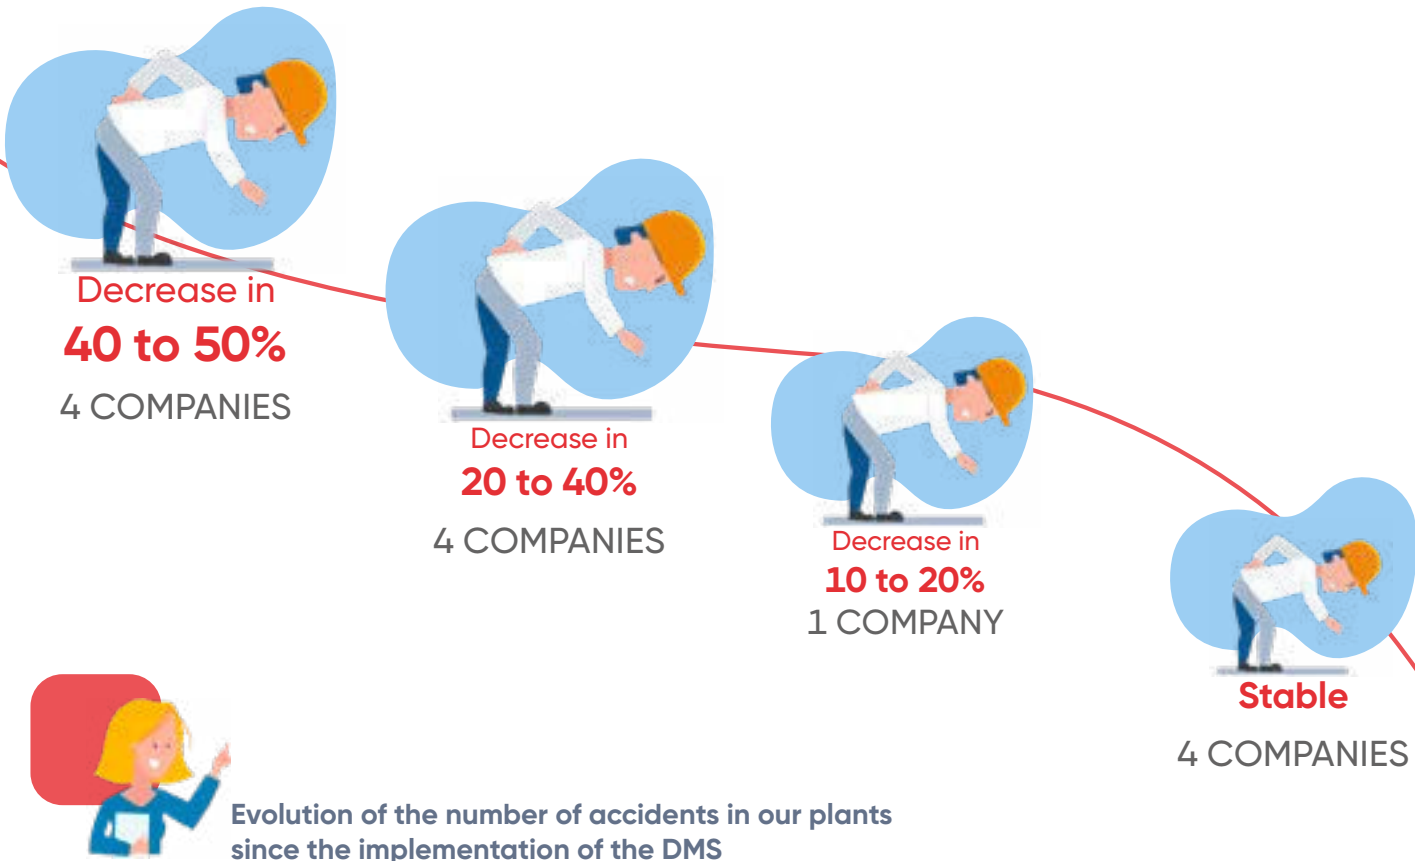 Decrease in
40 to 50%
4 COMPANIES
Decrease in
20 to 40%
4 COMPANIES
Decrease in
10 to 20%
1 COMPANY
Stable
4 COMPANIES
Evolution of the number of accidents in our plants
since the implementation of the DMS